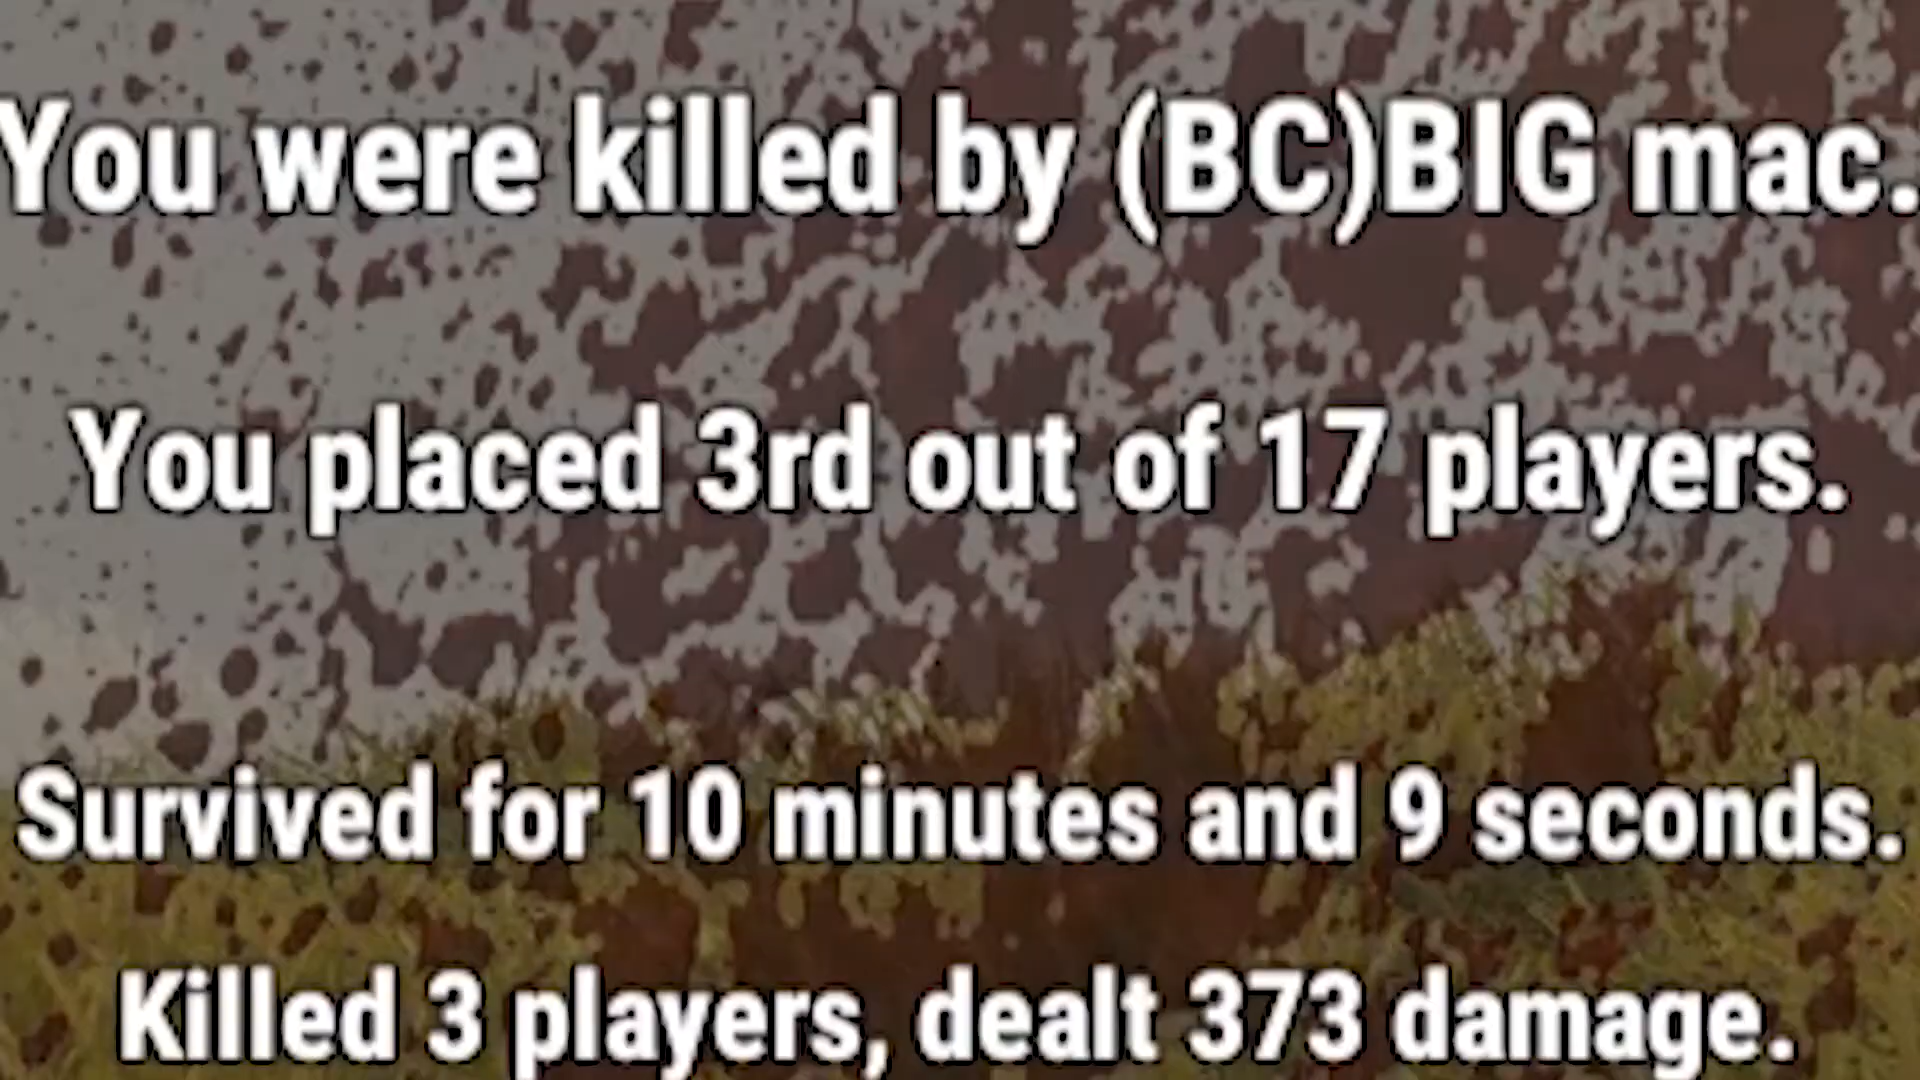 You were killed by (BC)BIG mac.
You placed 3rd out of 17 players.
Survived for 10 minutes and 9 seconds.
Killed 3 players, dealt 373 damage.